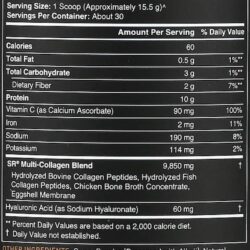 Serving Size: 1 Scoop (Approximately 15.5 g)^
Servings Per Container: About 30
Amount Per Serving % Daily Value
Calories 60
Total Fat 0.5 g 1%**
Total Carbohydrate 3 g 1%**
Dietary Fiber 2 g 7%**
Protein 10 g
Vitamin C (as Calcium Ascorbate) 90 mg 100%
Iron 2 mg 11%
Sodium 190 mg 8%
Potassium 114 mg 2%
Multi-Collagen Blend 9,850 mg †
Hydrolyzed Bovine Collagen Peptides, Hydrolyzed Fish
Collagen Peptides, Chicken Bone Broth Concentrate,
Eggshell Membrane
Hyaluronic Acid (as Sodium Hyaluronate) 60 mg †
** Percent Daily Values are based on a 2,000 calorie diet.
† Daily Value not established.
OTHER INGREDIENTS: